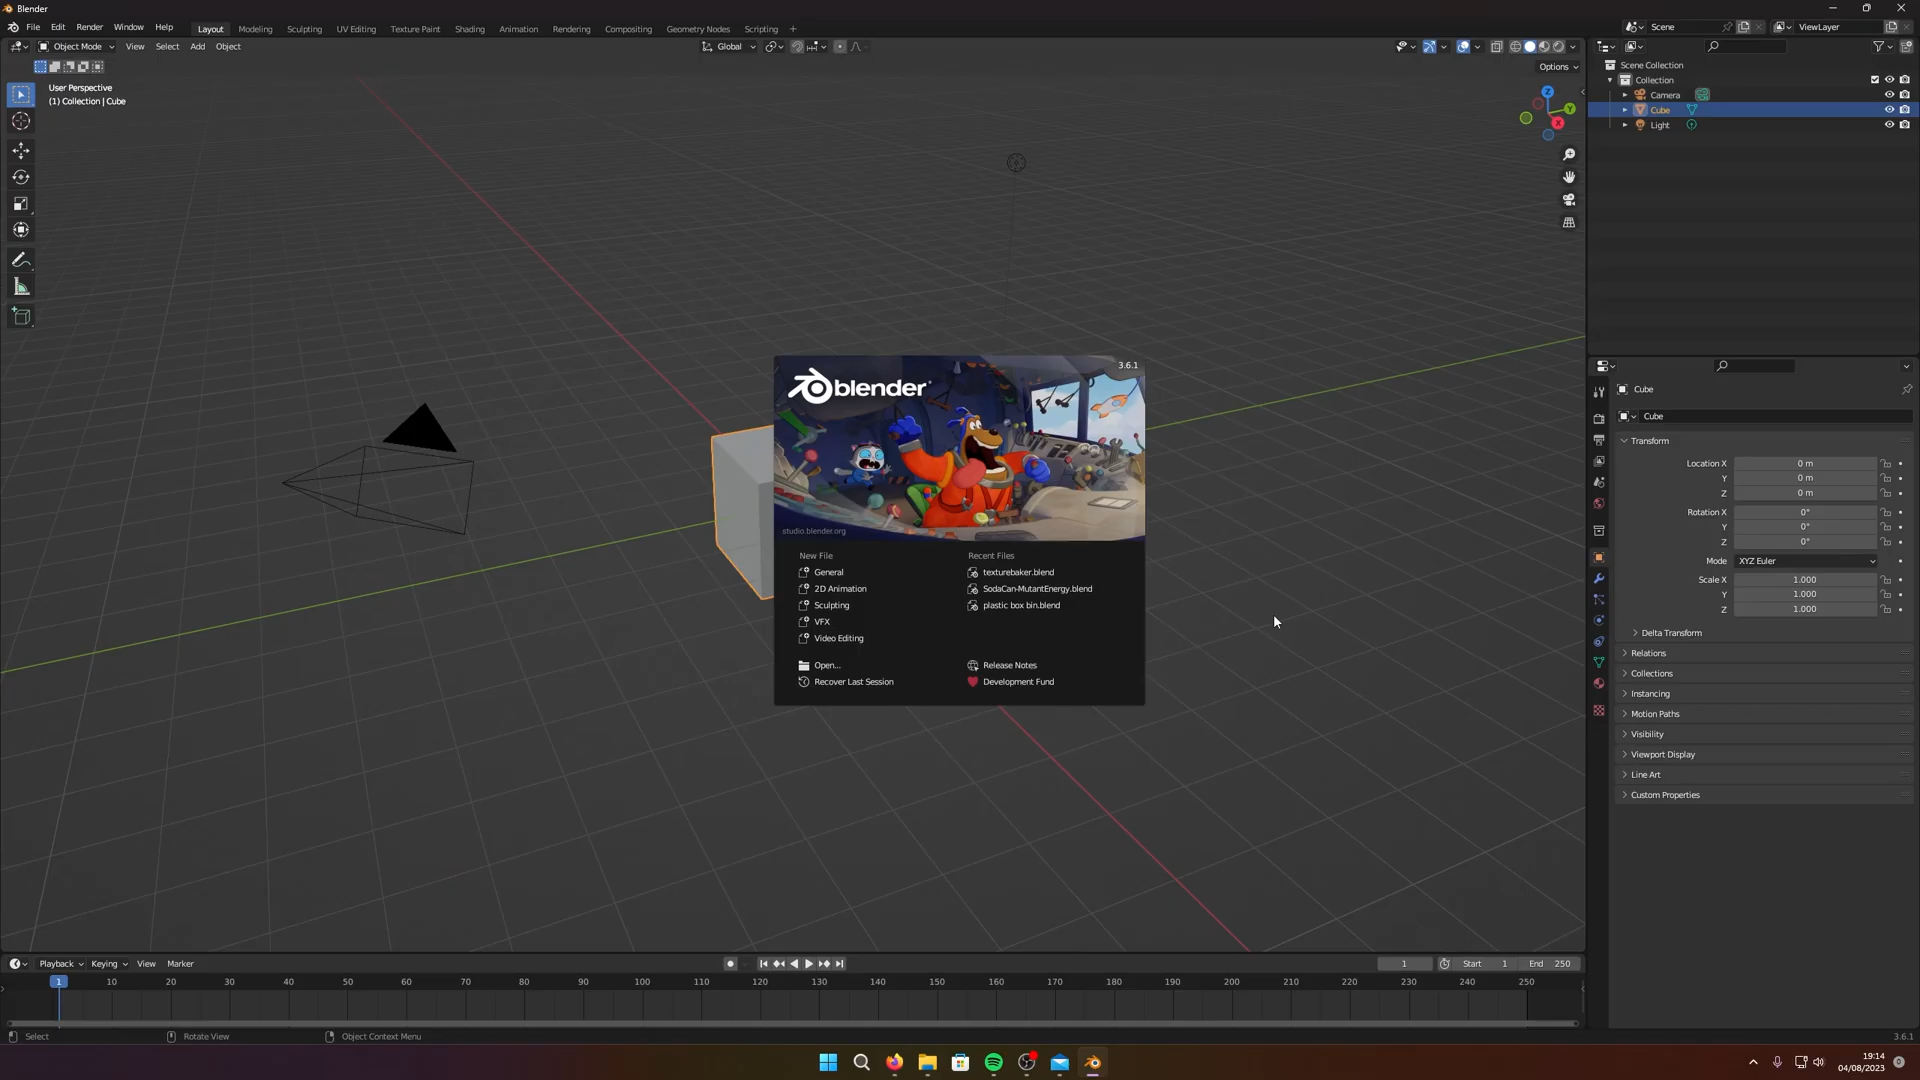 Blender
File Edit Render Window Help Layout Modeling Sculpting UV Editing Texture Paint Shading Animation Rendering Compositing Geometry Nodes Scripting + Scene ViewLayer
Object Mode View Select Add Object Global
Options
User Perspective
(1) Collection | Cube
Z
Y
X
Scene Collection
Collection
Camera
Cube
Light
3.6.1
blender
studio.blender.org
New File Recent Files
General texturebaker.blend
2D Animation SodaCan-MutantEnergy.blend
Sculpting plastic box bin.blend
VFX
Video Editing
Open... Release Notes
Recover Last Session Development Fund
Cube
Cube
Transform
Location X 0 m
Y 0 m
Z 0 m
Rotation X 0°
Y 0°
Z 0°
Mode XYZ Euler
Scale X 1.000
Y 1.000
Z 1.000
Delta Transform
Relations
Collections
Instancing
Motion Paths
Visibility
Viewport Display
Line Art
Custom Properties
Playback Keying View Marker 1 Start 1 End 250
1 10 20 30 40 50 60 70 80 90 100 110 120 130 140 150 160 170 180 190 200 210 220 230 240 250
Select Rotate View Object Context Menu 3.6.1
19:14
04/08/2023